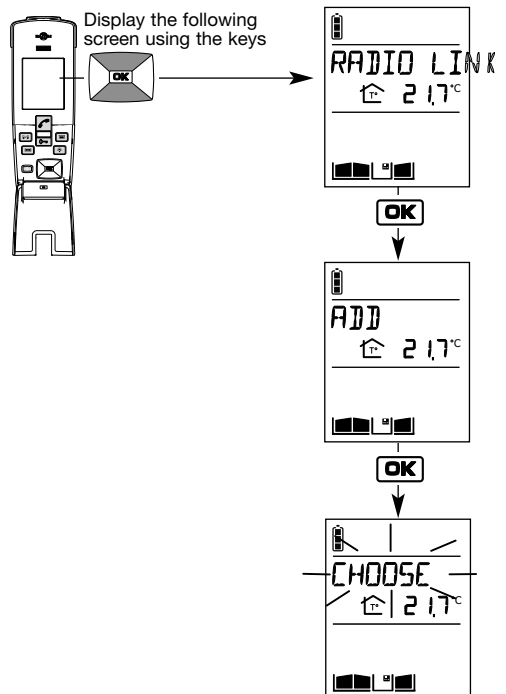 Display the following
screen using the keys
OK
RADIO LINK
T° 21,7°C
OK
ADD
T° 21,7°C
OK
CHOOSE
T° 21,7°C